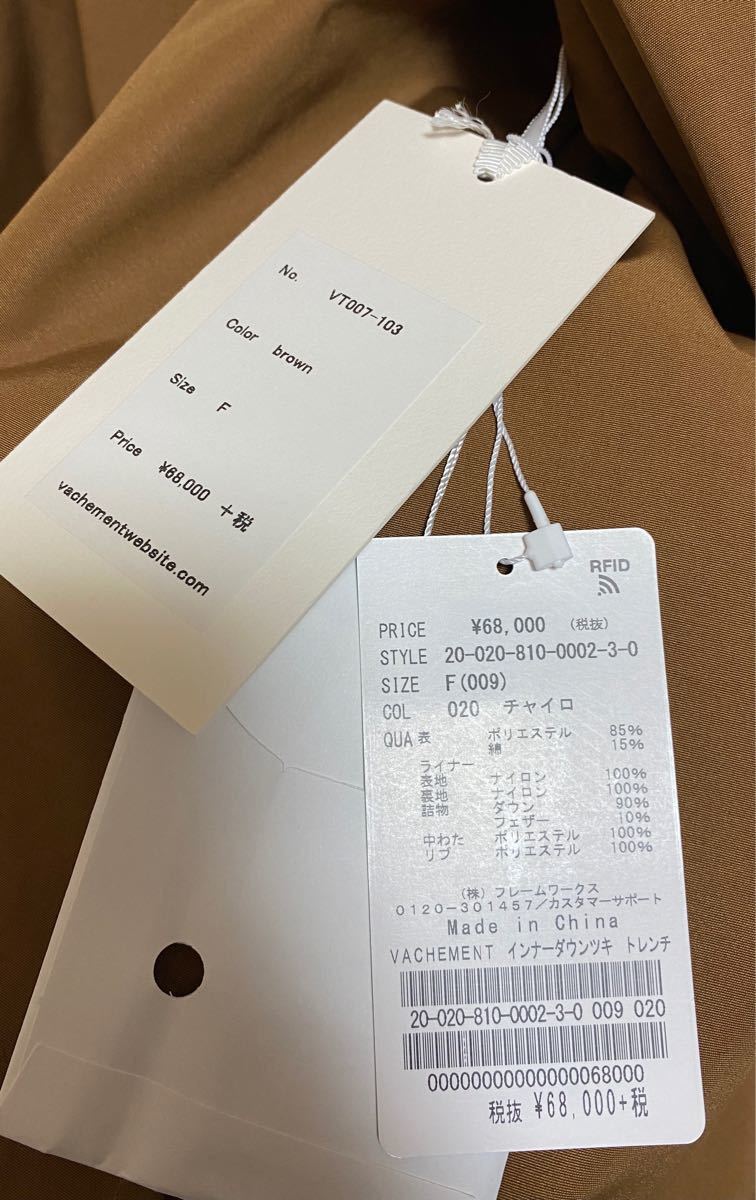 No. VT007-103
Color brown
Size F
Price ¥68,000 +税
vachementwebsite.com
RFID
PRICE ¥68,000 (税抜)
STYLE 20-020-810-0002-3-0
SIZE F(009)
COL 020 チャイロ
QUA 表 ポリエステル 85%
綿 15%
ライナー
表地 ナイロン 100%
裏地 ナイロン 100%
詰物 ダウン 90%
フェザー 10%
中わた ポリエステル 100%
リブ ポリエステル 100%
(株)フレームワークス
0120-301457/カスタマーサポート
Made in China
VACHEMENT インナーダウンツキ トレンチ
20-020-810-0002-3-0 009 020
00000000000000068000
税抜 ¥68,000+税